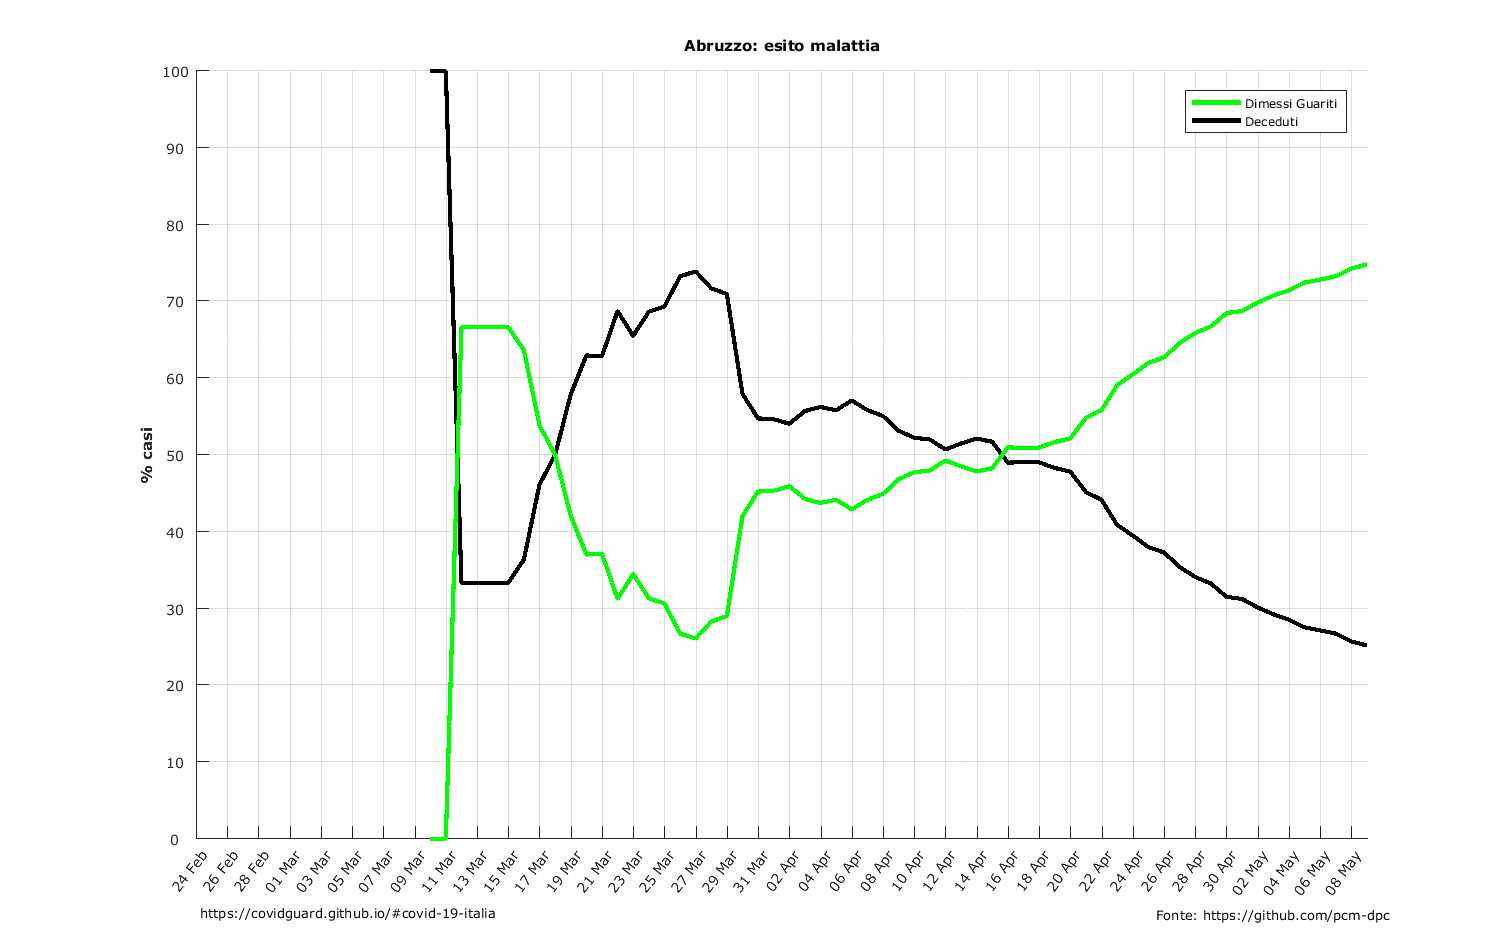 Abruzzo: esito malattia
Dimessi Guariti
Deceduti
% casi
100
90
80
70
60
50
40
30
20
10
0
24 Feb
26 Feb
28 Feb
01 Mar
03 Mar
05 Mar
07 Mar
09 Mar
11 Mar
13 Mar
15 Mar
17 Mar
19 Mar
21 Mar
23 Mar
25 Mar
27 Mar
29 Mar
31 Mar
02 Apr
04 Apr
06 Apr
08 Apr
10 Apr
12 Apr
14 Apr
16 Apr
18 Apr
20 Apr
22 Apr
24 Apr
26 Apr
28 Apr
30 Apr
02 May
04 May
06 May
08 May
https://covidguard.github.io/#covid-19-italia
Fonte: https://github.com/pcm-dpc